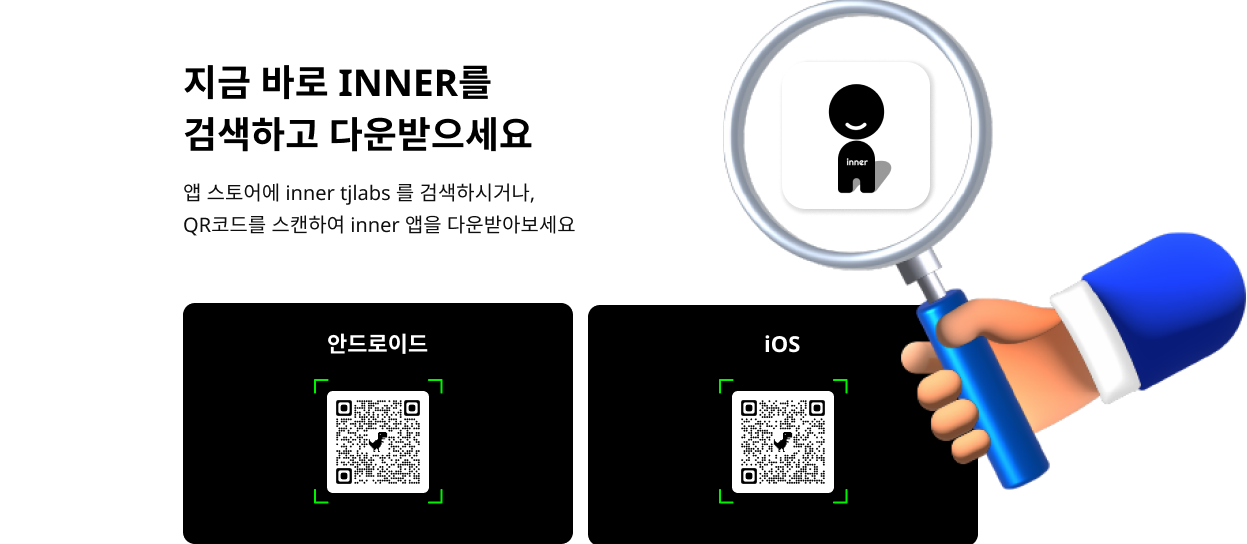 지금 바로 INNER를
검색하고 다운받으세요
앱 스토어에 inner tjlabs 를 검색하시거나,
QR코드를 스캔하여 inner 앱을 다운받아보세요
inner
안드로이드
iOS